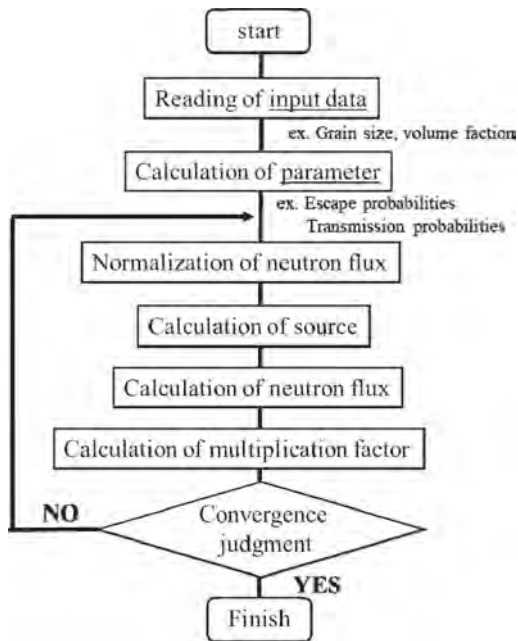 start
Reading of input data
ex. Grain size, volume faction
Calculation of parameter
ex. Escape probabilities
Transmission probabilities
Normalization of neutron flux
Calculation of source
Calculation of neutron flux
Calculation of multiplication factor
Convergence
judgment
NO
YES
Finish